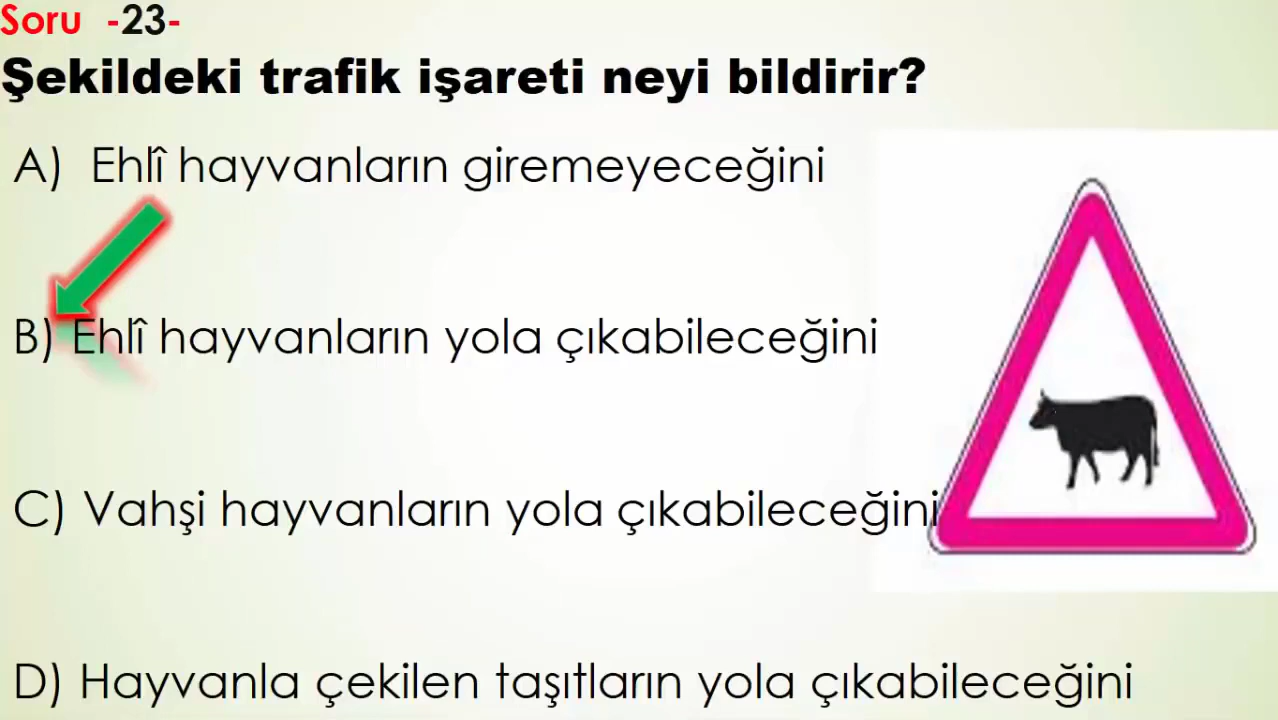 Soru -23-
Şekildeki trafik işareti neyi bildirir?
A) Ehlî hayvanların giremeyeceğini
B) Ehlî hayvanların yola çıkabileceğini
C) Vahşi hayvanların yola çıkabileceğini
D) Hayvanla çekilen taşıtların yola çıkabileceğini